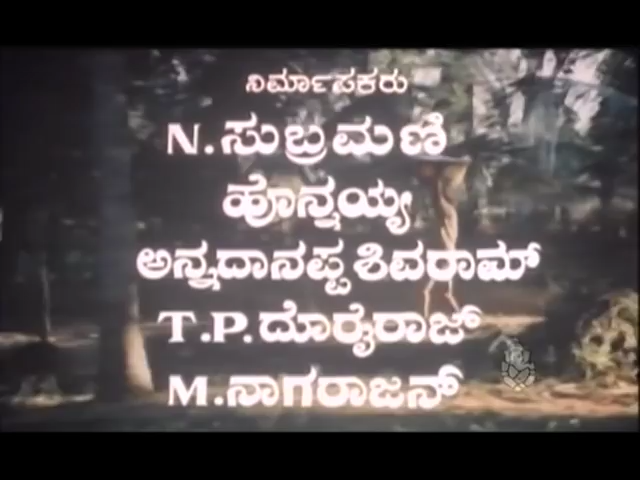 ನಿರ್ಮಾಪಕರು
N. ಸುಬ್ರಮಣಿ
ಹೊನ್ನಯ್ಯ
ಅನ್ನದಾನಪ್ಪ ಶಿವರಾಮ್
T.P. ದೊರೈರಾಜ್
M. ನಾಗರಾಜನ್